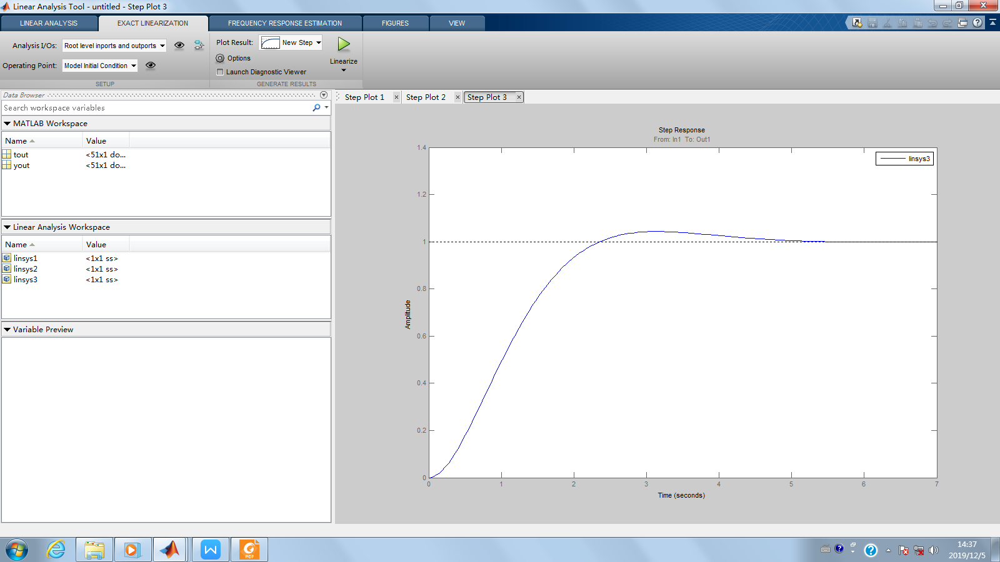 Linear Analysis Tool - untitled - Step Plot 3
LINEAR ANALYSIS
EXACT LINEARIZATION
FREQUENCY RESPONSE ESTIMATION
FIGURES
VIEW
Analysis I/Os:
Root level inports and outports
Operating Point:
Model Initial Condition
SETUP
Plot Result:
New Step
Options
Launch Diagnostic Viewer
Linearize
GENERATE RESULTS
Data Browser
Search workspace variables
MATLAB Workspace
Name Value
tout <51x1 do...
yout <51x1 do...
Linear Analysis Workspace
Name Value
linsys1 <1x1 ss>
linsys2 <1x1 ss>
linsys3 <1x1 ss>
Variable Preview
Step Plot 1
Step Plot 2
Step Plot 3
Step Response
From: In1 To: Out1
linsys3
1.4
1.2
1
0.8
0.6
0.4
0.2
0
Amplitude
0 1 2 3 4 5 6 7
Time (seconds)
W
PDF
14:37
2019/12/5